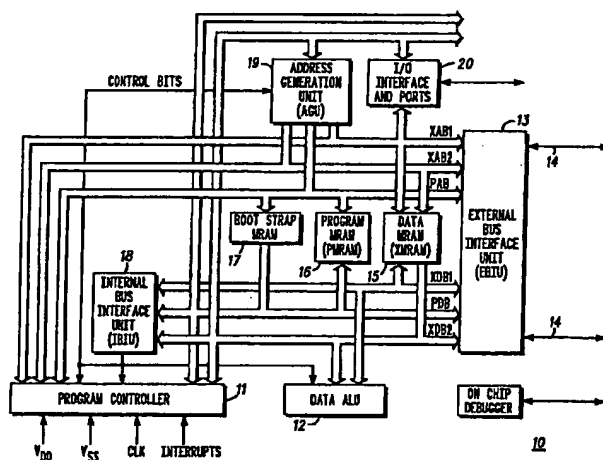 19
ADDRESS
GENERATION
UNIT
(AGU)
I/O
INTERFACE
AND PORTS
20
CONTROL BITS
13
XAB1
14
XAB2
PAB
BOOT STRAP
MRAM
17
PROGRAM
MRAM
(PMRAM)
16
DATA
MRAM
(XMRAM)
15
EXTERNAL
BUS
INTERFACE
UNIT
(EBIU)
18
INTERNAL
BUS
INTERFACE
UNIT
(IBIU)
XDB1
PDB
14
XDB2
PROGRAM CONTROLLER
11
DATA ALU
12
ON CHIP
DEBUGGER
VDD
VSS
CLK
INTERRUPTS
10